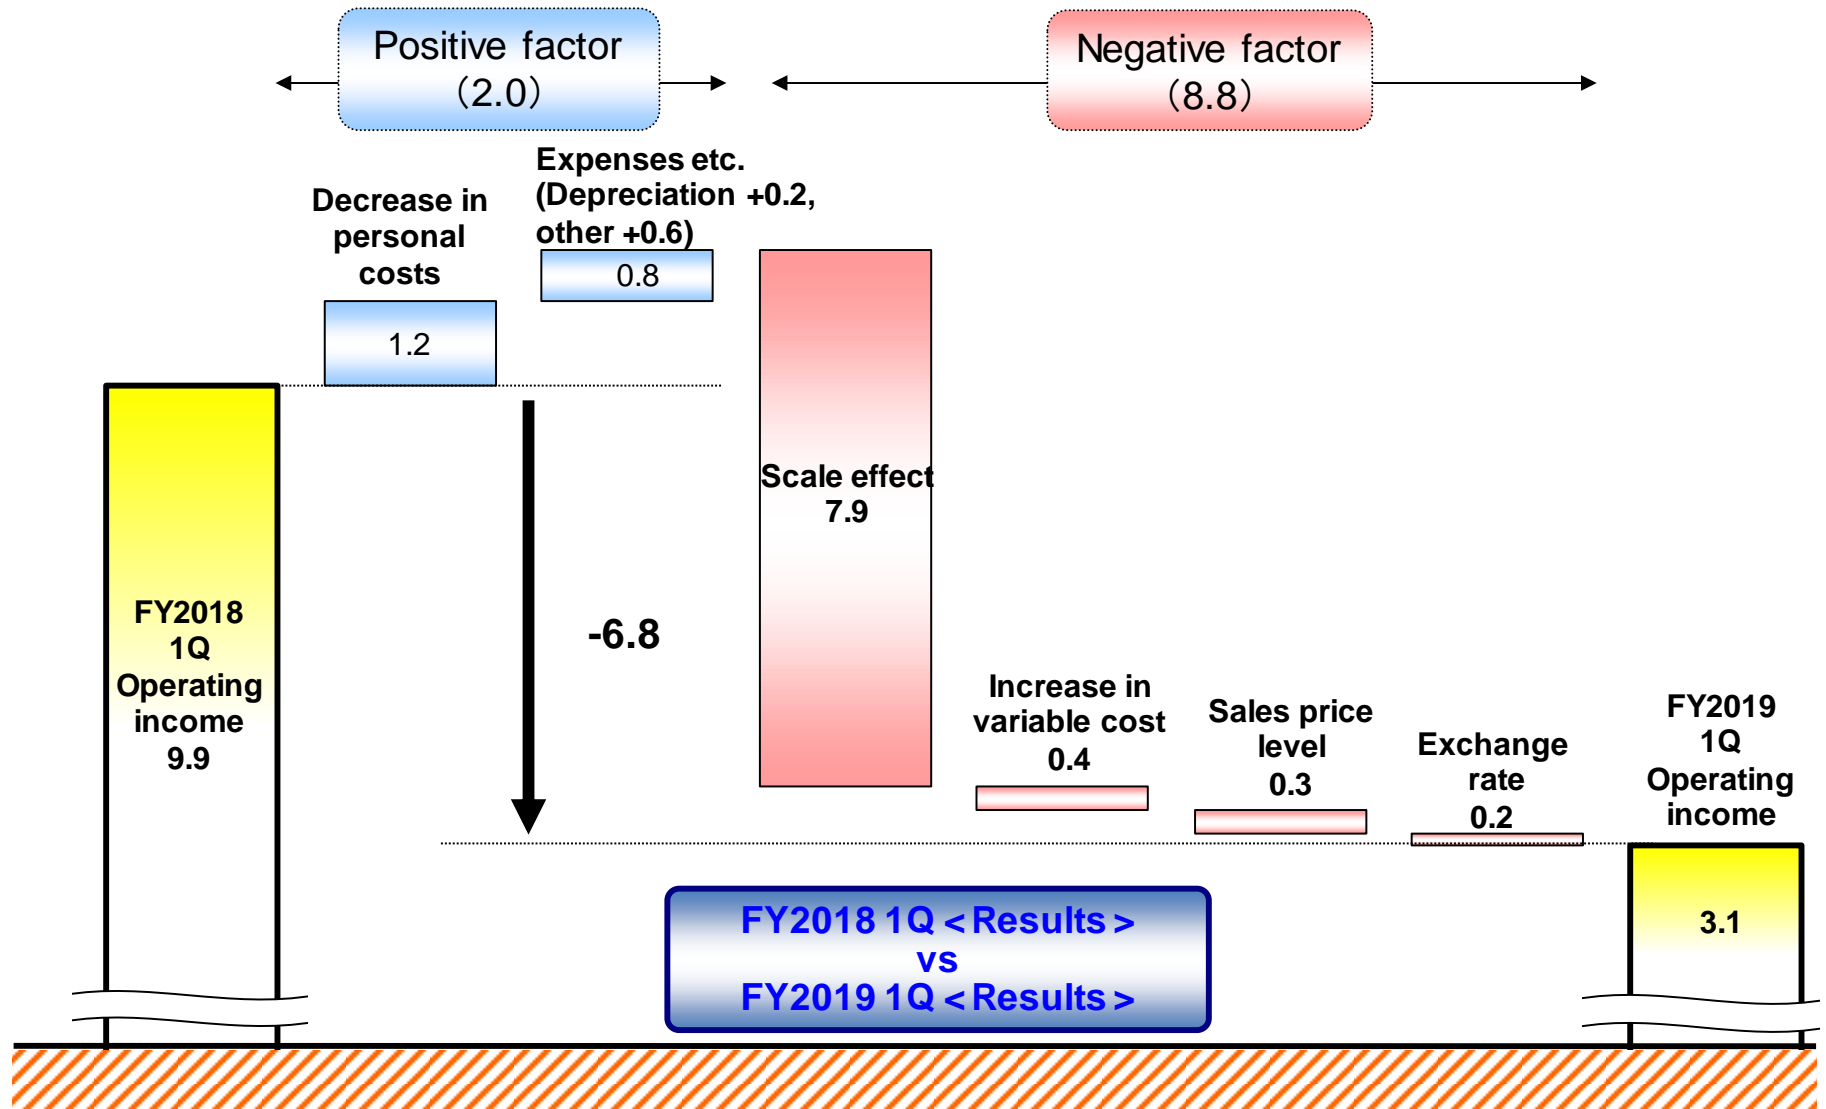 Positive factor
（2.0）
Negative factor
（8.8）
Decrease in
personal
costs
1.2
Expenses etc.
(Depreciation +0.2,
other +0.6)
0.8
FY2018
1Q
Operating
income
9.9
-6.8
Scale effect
7.9
Increase in
variable cost
0.4
Sales price
level
0.3
Exchange
rate
0.2
FY2019
1Q
Operating
income
3.1
FY2018 1Q <Results>
vs
FY2019 1Q <Results>